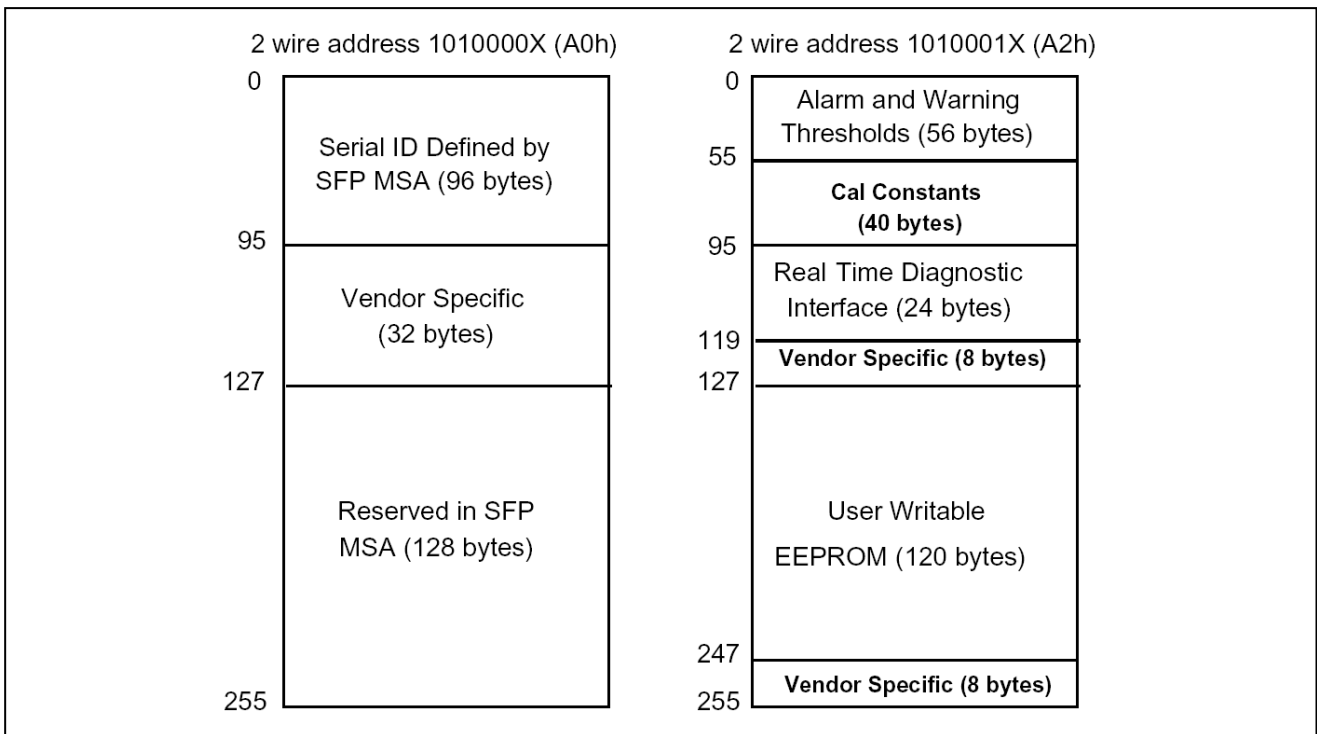 2 wire address 1010000X (A0h)
0
Serial ID Defined by
SFP MSA (96 bytes)
95
Vendor Specific
(32 bytes)
127
Reserved in SFP
MSA (128 bytes)
255
2 wire address 1010001X (A2h)
0
Alarm and Warning
Thresholds (56 bytes)
55
Cal Constants
(40 bytes)
95
Real Time Diagnostic
Interface (24 bytes)
119
Vendor Specific (8 bytes)
127
User Writable
EEPROM (120 bytes)
247
Vendor Specific (8 bytes)
255